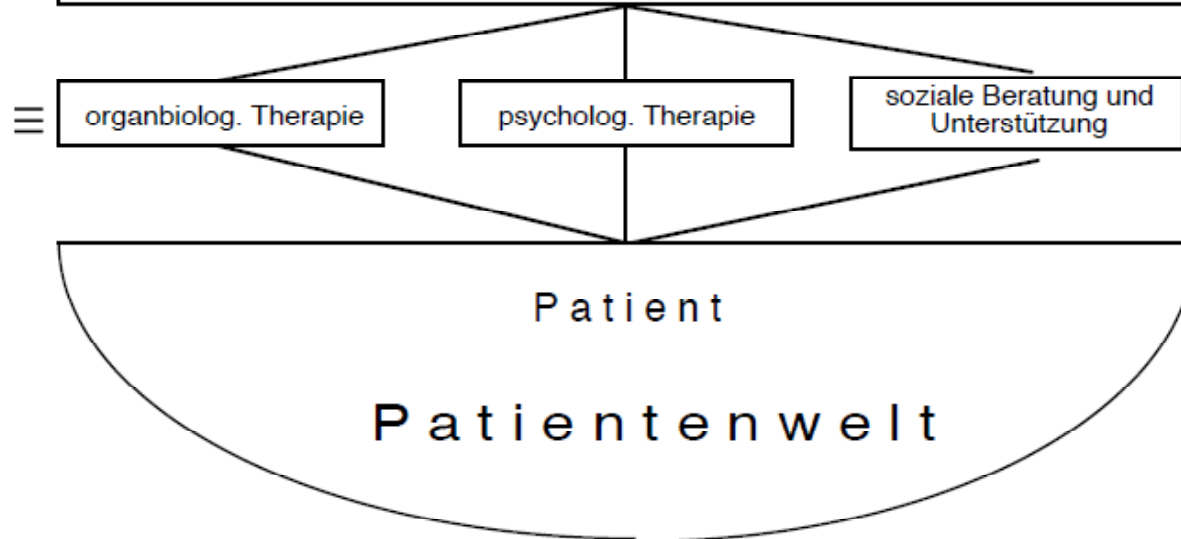 organbiolog. Therapie
psycholog. Therapie
soziale Beratung und
Unterstützung
Patient
Patientenwelt